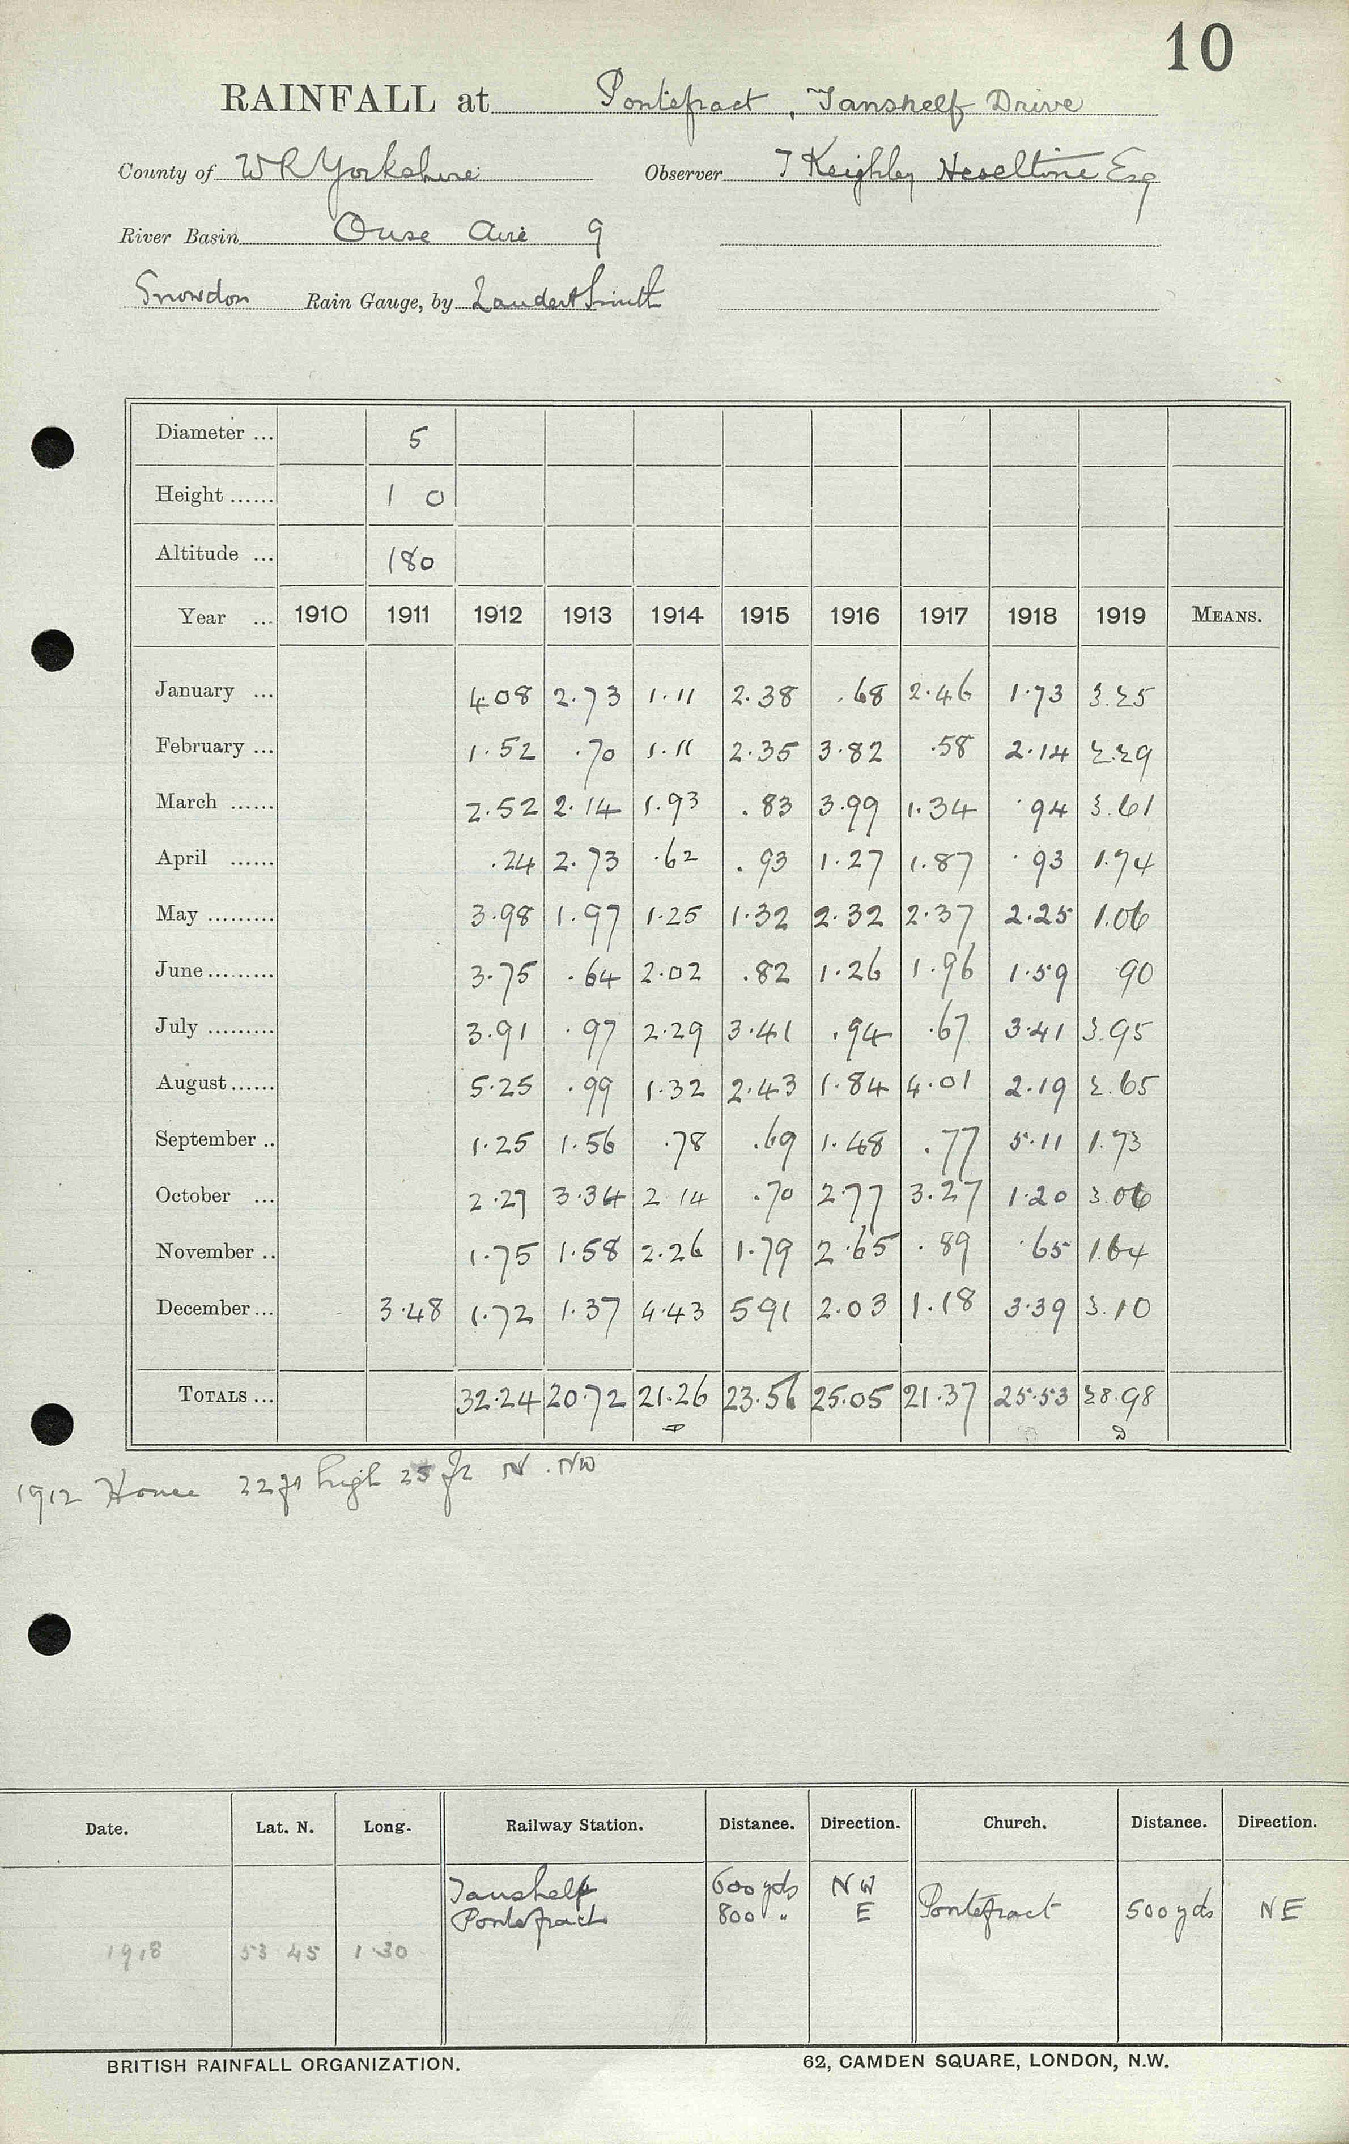 10
RAINFALL at Pontefract, Tanshelf Drive
County of W R Yorkshire Observer T Keighley Heseltine Esq
River Basin Ouse Aire 9
Snowdon Rain Gauge, by Lander & Smith
Diameter ... 5
Height ...... 1 0
Altitude ... 180
Year ... 1910 1911 1912 1913 1914 1915 1916 1917 1918 1919 MEANS.
January ... 4.08 2.73 1.11 2.38 .68 2.46 1.73 3.25
February ... 1.52 .70 1.11 2.35 3.82 .58 2.14 2.29
March ...... 2.52 2.14 1.93 .83 3.99 1.34 .94 3.61
April ...... .24 2.73 .62 .93 1.27 1.87 .93 1.74
May ......... 3.98 1.97 1.25 1.32 2.32 2.37 2.25 1.06
June ......... 3.75 .64 2.02 .82 1.26 1.96 1.59 .90
July ......... 3.91 .97 2.29 3.41 .94 .67 3.41 3.95
August ...... 5.25 .99 1.32 2.43 1.84 4.01 2.19 2.65
September .. 1.25 1.56 .78 .69 1.48 .77 5.11 1.73
October ... 2.27 3.34 2 14 .70 2.77 3.27 1.20 3.06
November .. 1.75 1.58 2.26 1.79 2.65 .89 .65 1.64
December ... 3.48 1.72 1.37 4.43 5 91 2.03 1.18 3.39 3.10
TOTALS ... 32.24 20.72 21.26 23.56 25.05 21.37 25.53 28.98
1912 House 22 ft high 25 ft N. NW
Date. Lat. N. Long. Railway Station. Distance. Direction. Church. Distance. Direction.
Tanshelf 600 yds NW
Pontefract 800 " E Pontefract 500 yds NE
1918 53 45 1.30
BRITISH RAINFALL ORGANIZATION. 62, CAMDEN SQUARE, LONDON, N.W.